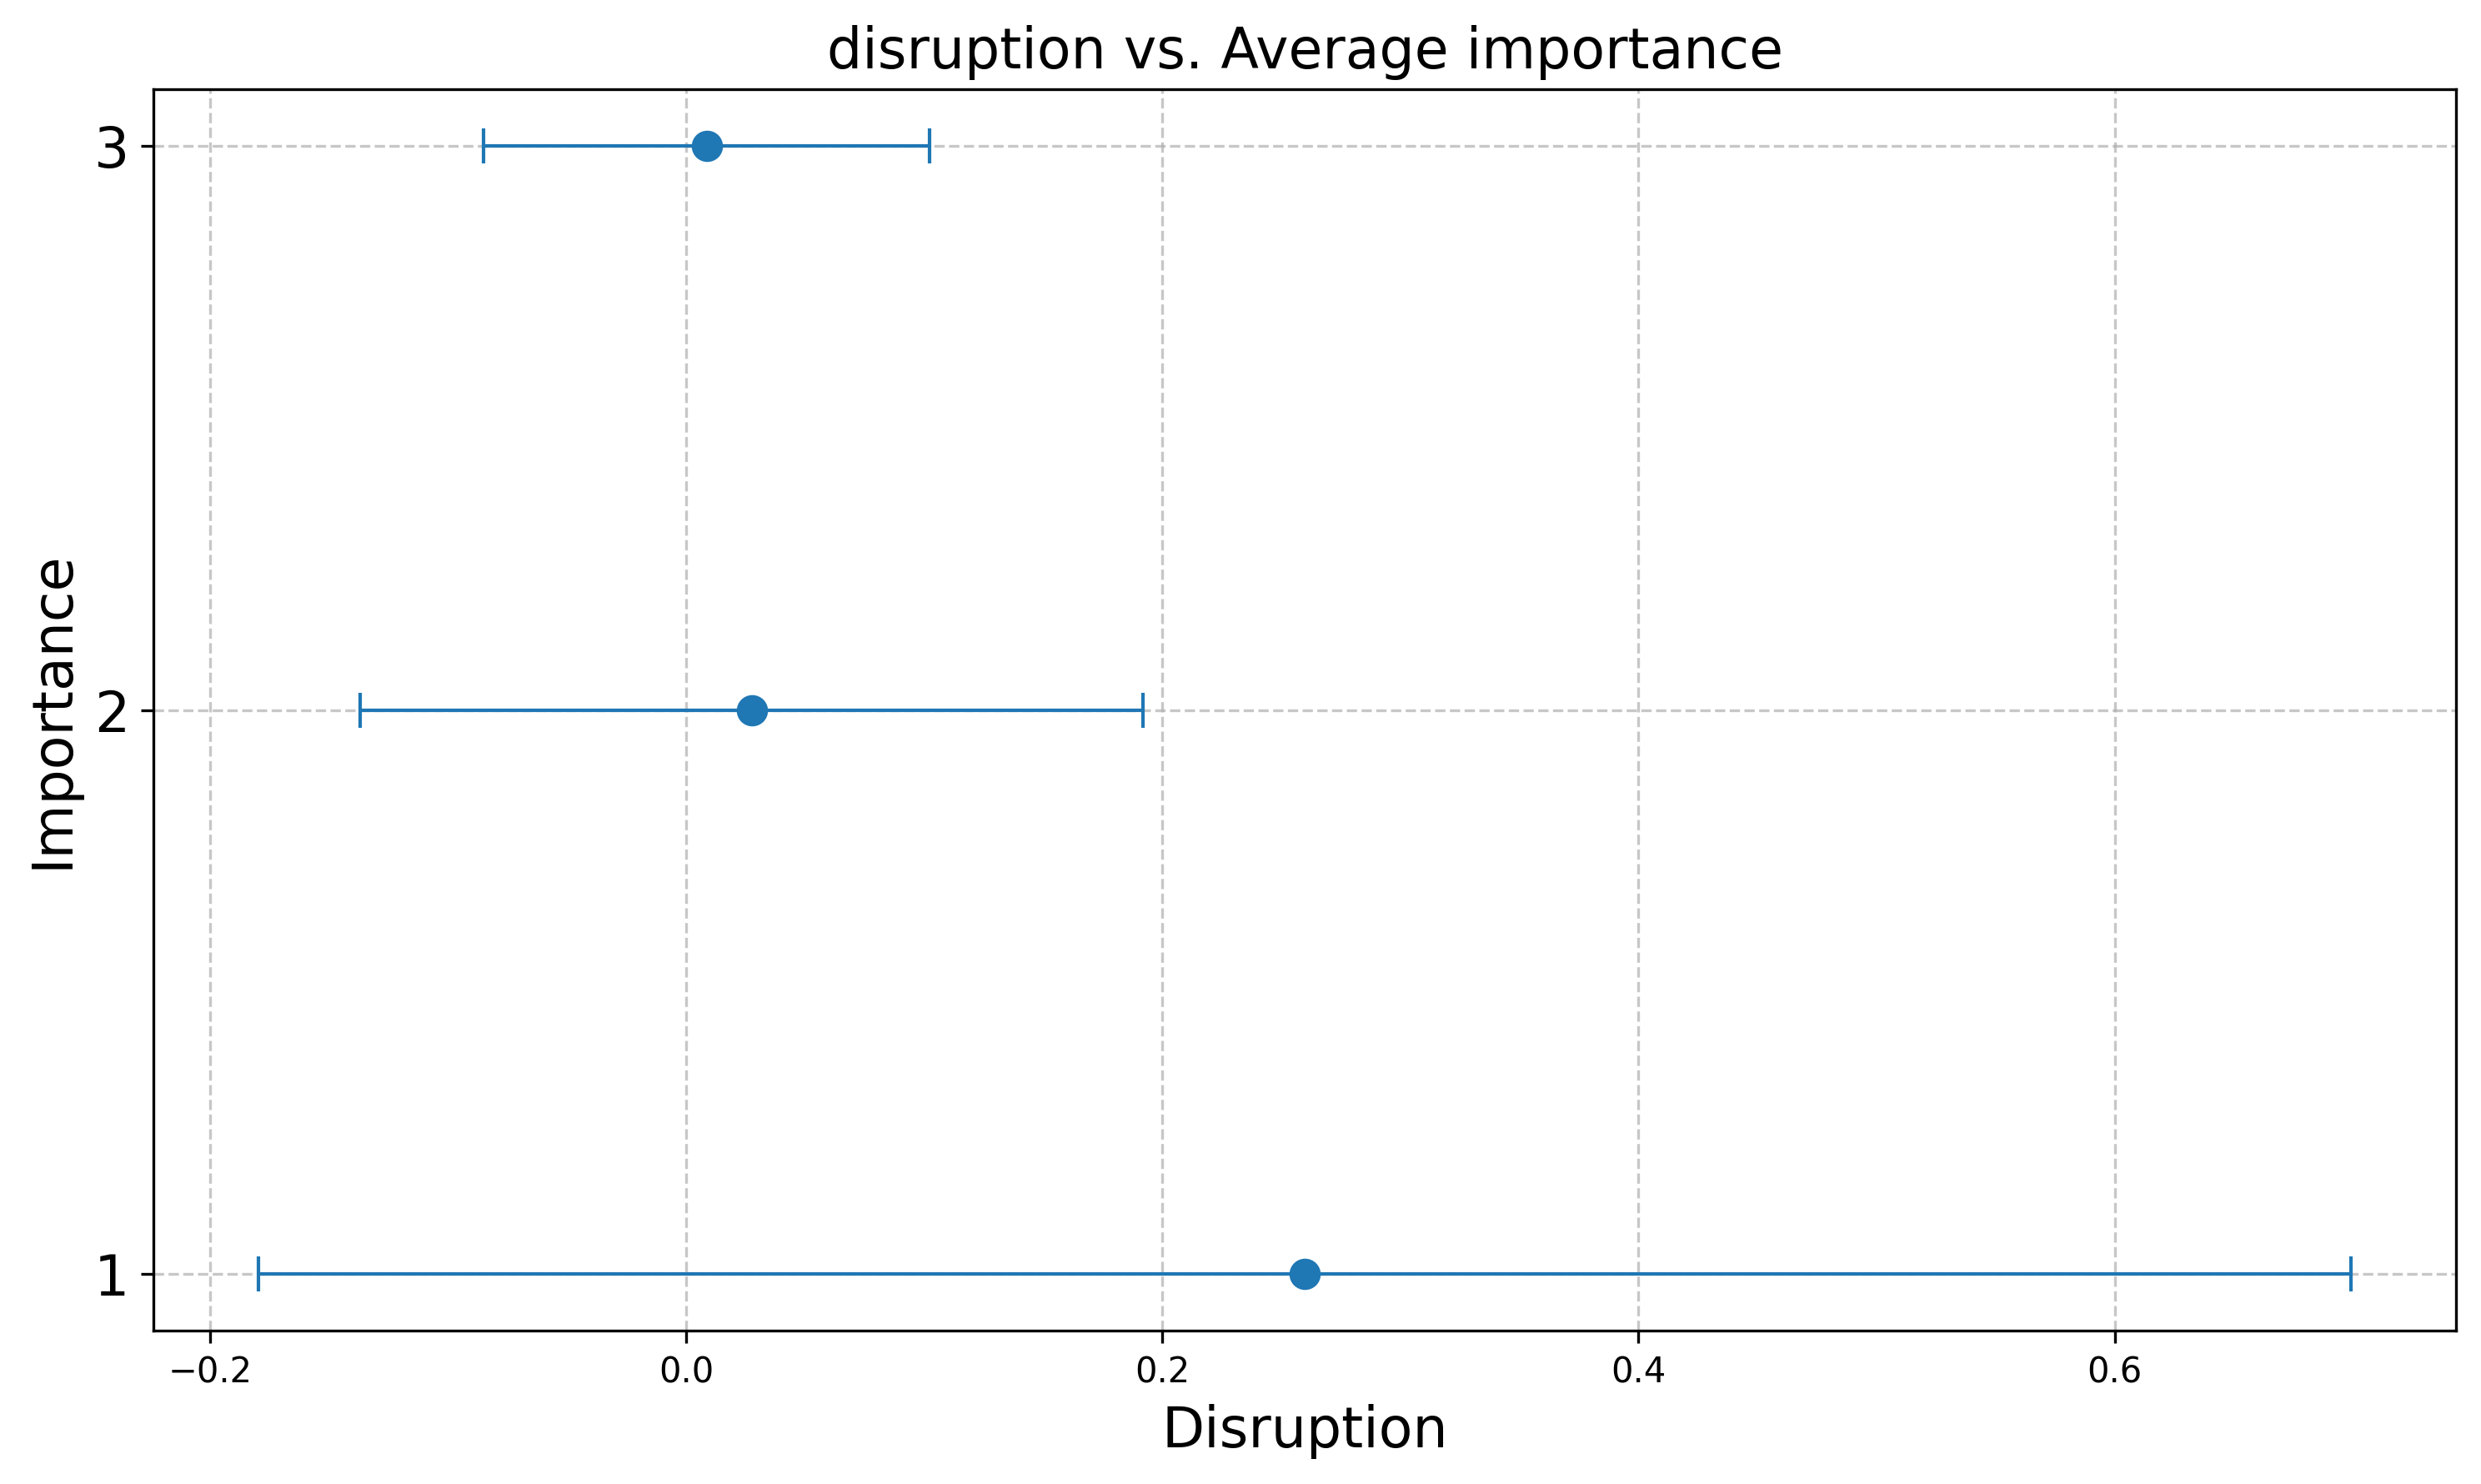 disruption vs. Average importance
3
2
1
Importance
−0.2 0.0 0.2 0.4 0.6
Disruption